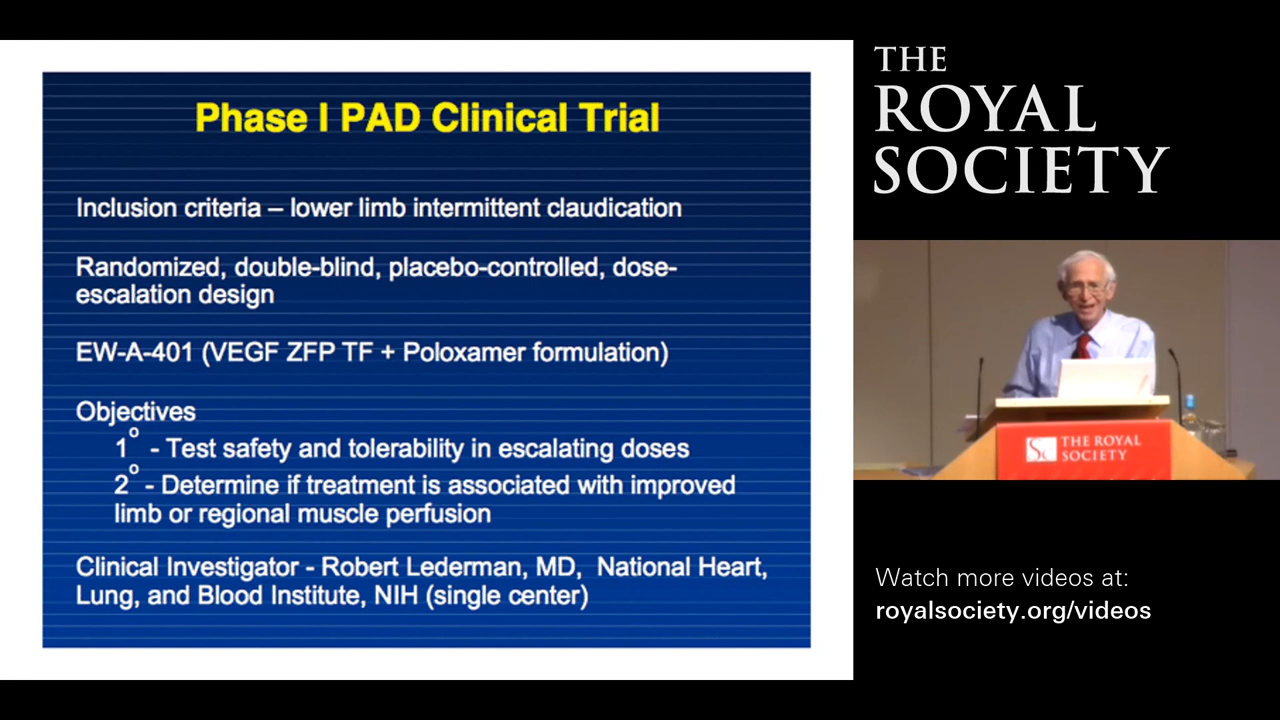 Phase I PAD Clinical Trial
Inclusion criteria – lower limb intermittent claudication
Randomized, double-blind, placebo-controlled, dose-
escalation design
EW-A-401 (VEGF ZFP TF + Poloxamer formulation)
Objectives
1° - Test safety and tolerability in escalating doses
2° - Determine if treatment is associated with improved
limb or regional muscle perfusion
Clinical Investigator - Robert Lederman, MD, National Heart,
Lung, and Blood Institute, NIH (single center)
THE
ROYAL
SOCIETY
THE ROYAL
SOCIETY
Watch more videos at:
royalsociety.org/videos